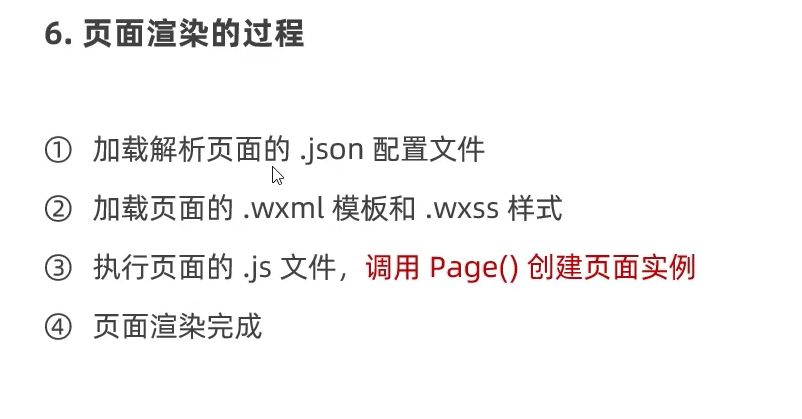 6. 页面渲染的过程
① 加载解析页面的 .json 配置文件
② 加载页面的 .wxml 模板和 .wxss 样式
③ 执行页面的 .js 文件，调用 Page() 创建页面实例
④ 页面渲染完成